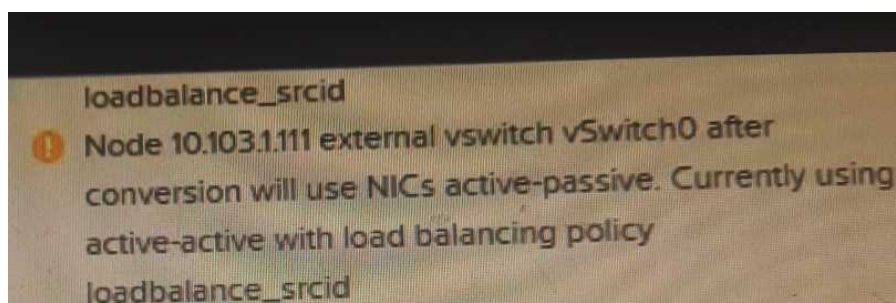 loadbalance_srcid
Node 10.103.1.111 external vswitch vSwitch0 after
conversion will use NICs active-passive. Currently using
active-active with load balancing policy
loadbalance_srcid